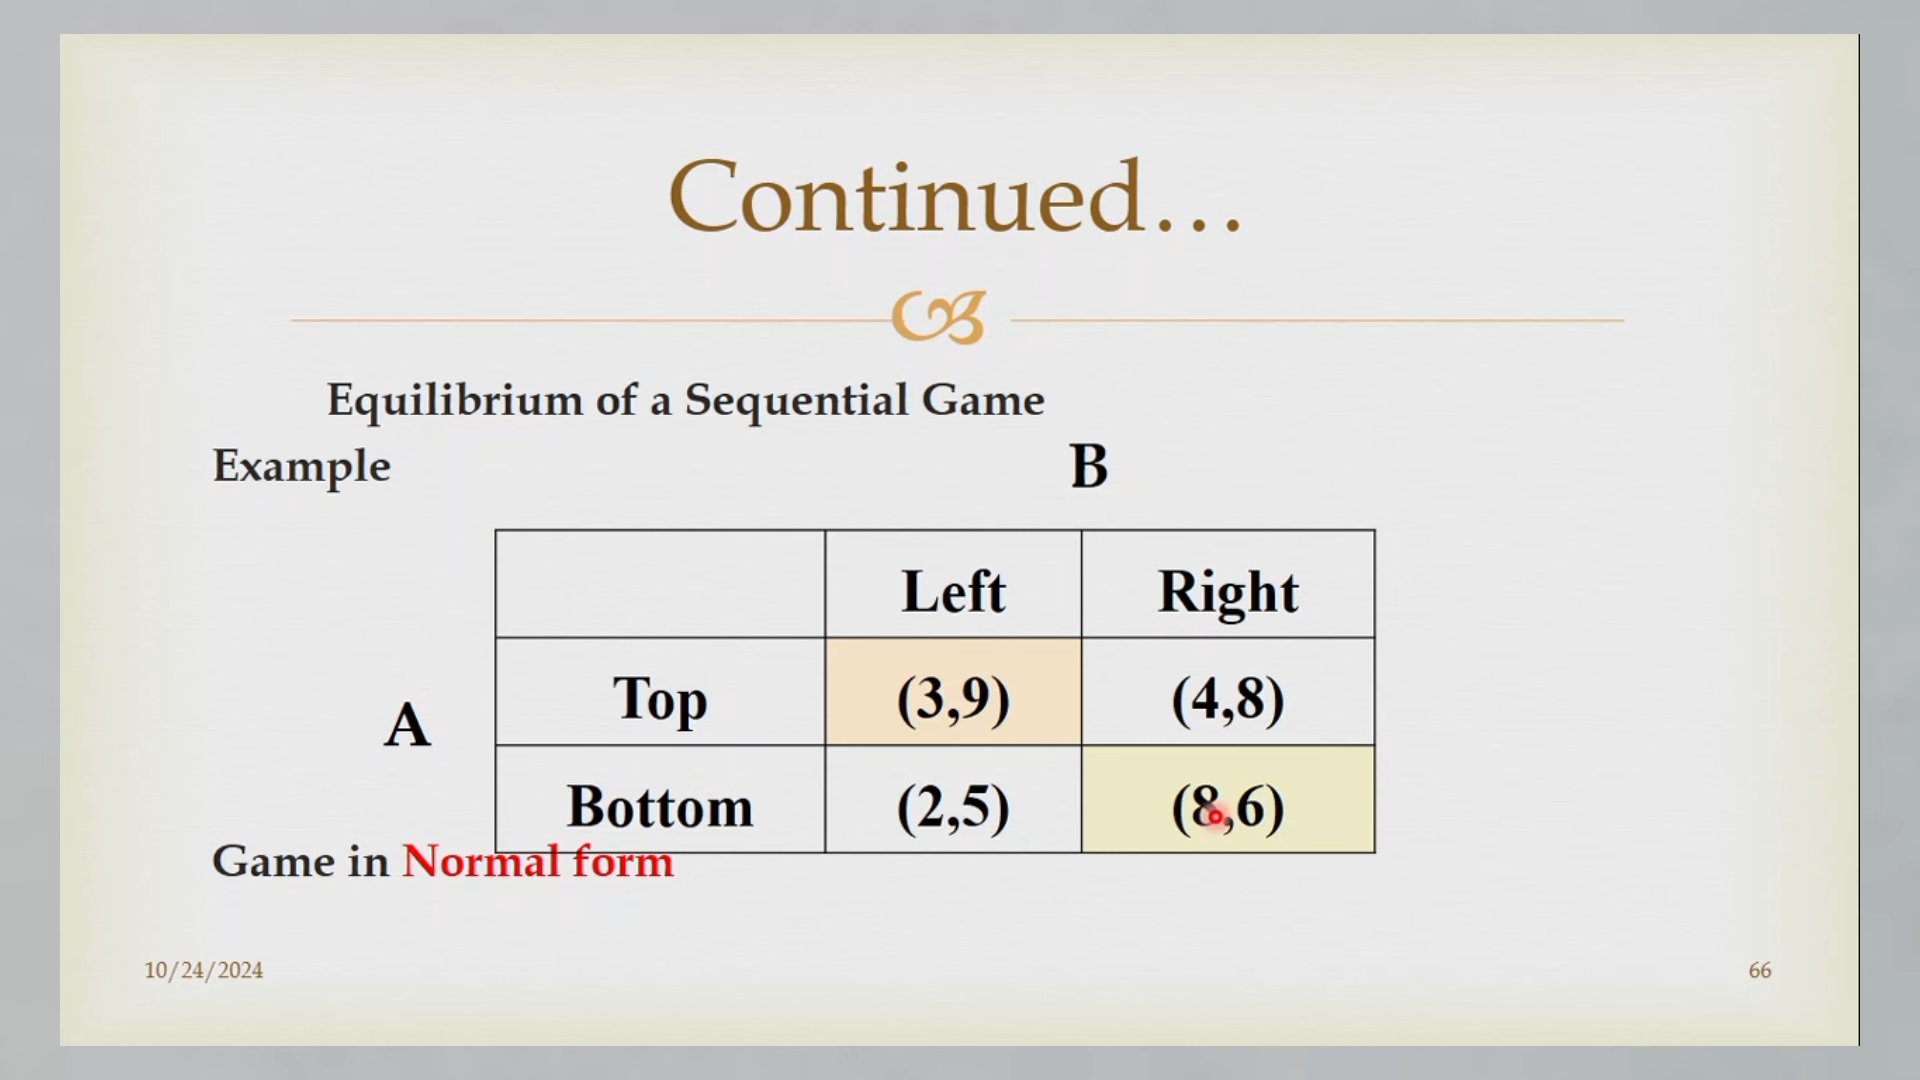 Continued...
Equilibrium of a Sequential Game
Example
B
Left Right
Top (3,9) (4,8)
A
Bottom (2,5) (8,6)
Game in Normal form
10/24/2024 66